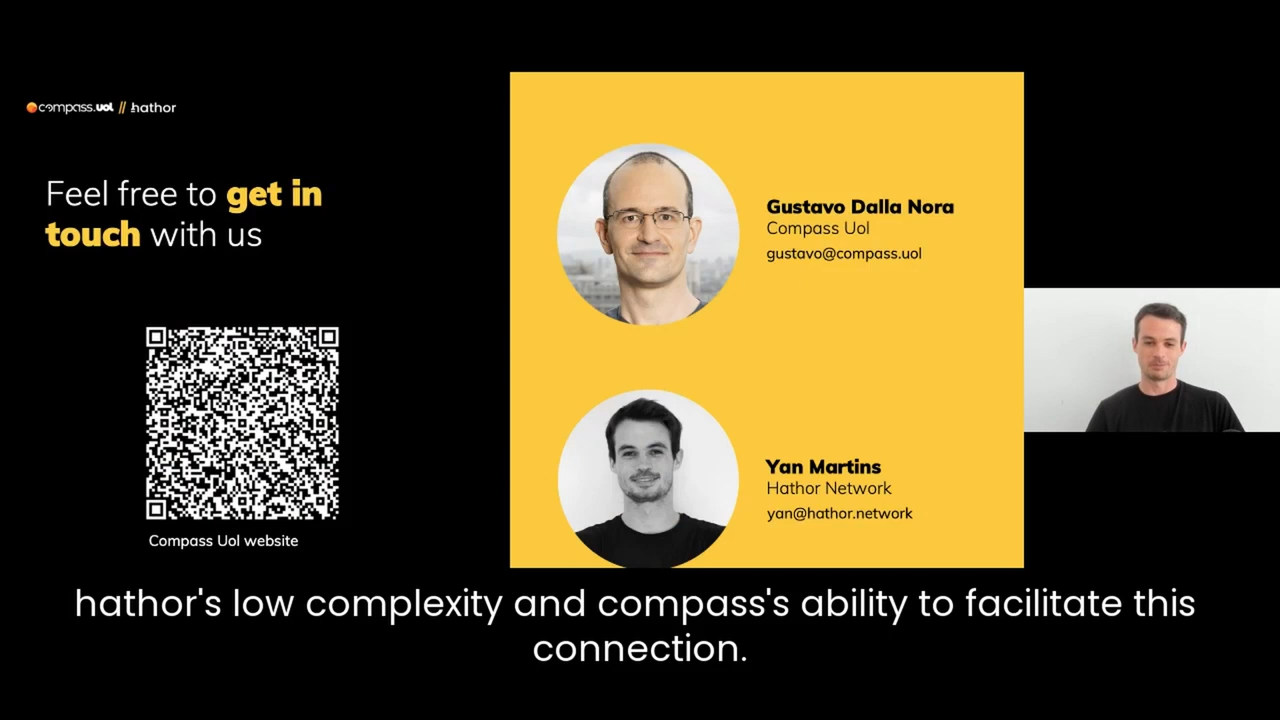 compass.uol // hathor
Feel free to get in
touch with us
Compass Uol website
Gustavo Dalla Nora
Compass Uol
gustavo@compass.uol
Yan Martins
Hathor Network
yan@hathor.network
hathor's low complexity and compass's ability to facilitate this
connection.